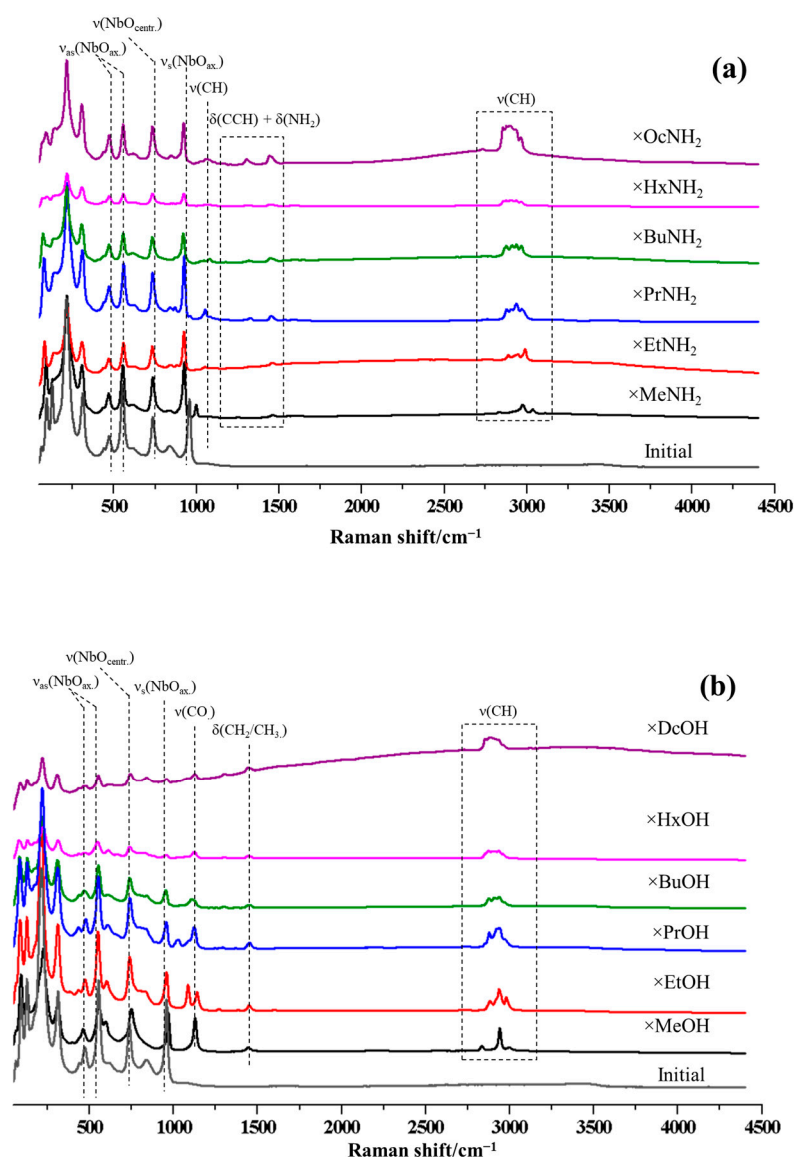 ν(NbOcentr.)
νas(NbOax.)
νs(NbOax.)
(a)
ν(CH)
ν(CH)
δ(CCH) + δ(NH2)
×OcNH2
×HxNH2
×BuNH2
×PrNH2
×EtNH2
×MeNH2
Initial
500 1000 1500 2000 2500 3000 3500 4000 4500
Raman shift/cm−1
ν(NbOcentr.)
(b)
νas(NbOax.)
νs(NbOax.)
ν(CO.)
ν(CH)
δ(CH2/CH3.)
×DcOH
×HxOH
×BuOH
×PrOH
×EtOH
×MeOH
Initial
500 1000 1500 2000 2500 3000 3500 4000 4500
Raman shift/cm−1